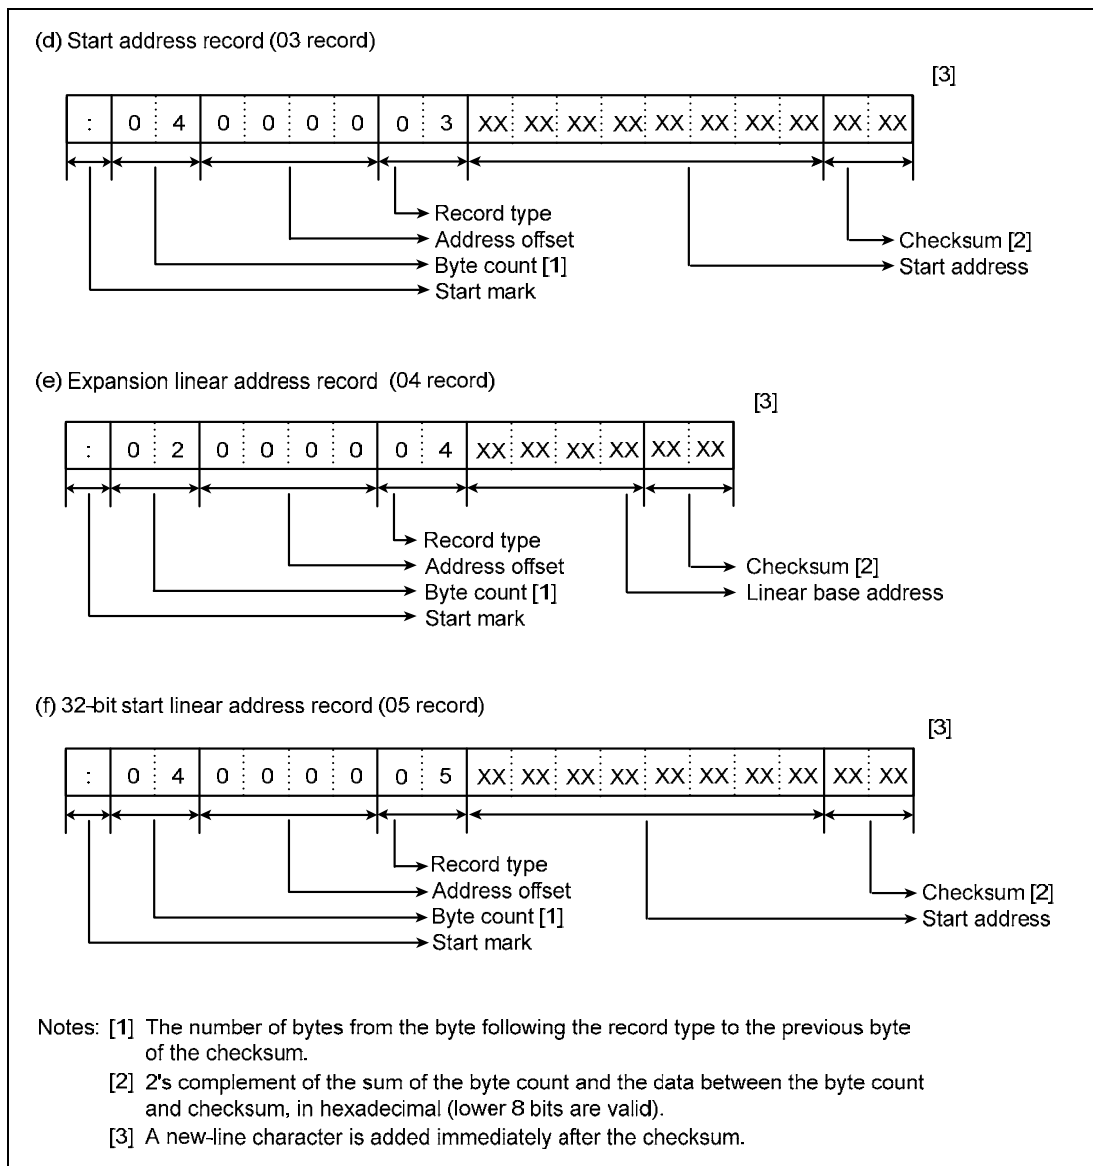 (d) Start address record (03 record)
[3]
: 0 4 0 0 0 0 0 3 XX XX XX XX XX XX XX XX XX XX
Record type
Address offset
Checksum [2]
Byte count [1]
Start address
Start mark
(e) Expansion linear address record (04 record)
[3]
: 0 2 0 0 0 0 0 4 XX XX XX XX XX XX
Record type
Address offset
Checksum [2]
Byte count [1]
Linear base address
Start mark
(f) 32-bit start linear address record (05 record)
[3]
: 0 4 0 0 0 0 0 5 XX XX XX XX XX XX XX XX XX XX
Record type
Address offset
Checksum [2]
Byte count [1]
Start address
Start mark
Notes: [1] The number of bytes from the byte following the record type to the previous byte
of the checksum.
[2] 2's complement of the sum of the byte count and the data between the byte count
and checksum, in hexadecimal (lower 8 bits are valid).
[3] A new-line character is added immediately after the checksum.